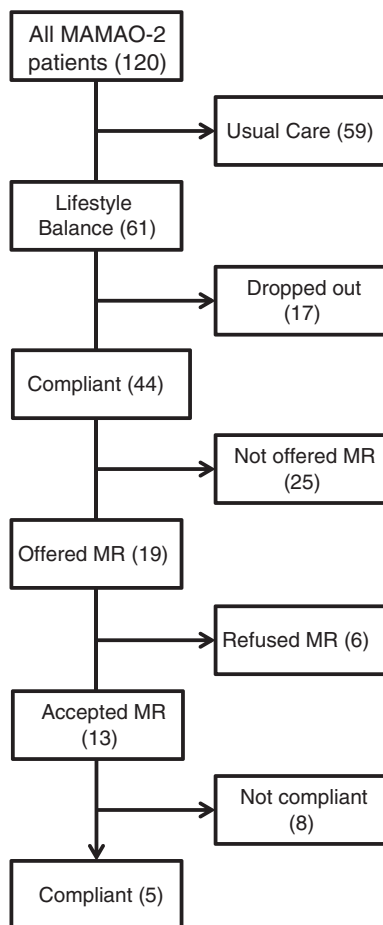 All MAMAO-2
patients (120)
Usual Care (59)
Lifestyle
Balance (61)
Dropped out
(17)
Compliant (44)
Not offered MR
(25)
Offered MR (19)
Refused MR (6)
Accepted MR
(13)
Not compliant
(8)
Compliant (5)